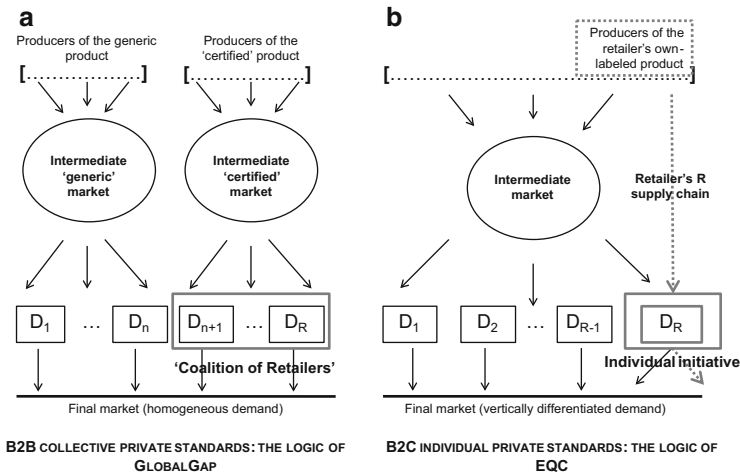 a
Producers of the generic
product
Producers of the
'certified' product
[..............................]
[..............................]
Intermediate
'generic'
market
Intermediate
'certified'
market
D1
...
Dn
Dn+1
...
DR
'Coalition of Retailers'
Final market (homogeneous demand)
B2B COLLECTIVE PRIVATE STANDARDS: THE LOGIC OF
GLOBALGAP
b
Producers of the
retailer's own-
labeled product
[............................................................]
Intermediate
market
Retailer's R
supply chain
D1
D2
...
DR-1
DR
Individual initiative
Final market (vertically differentiated demand)
B2C INDIVIDUAL PRIVATE STANDARDS: THE LOGIC OF
EQC